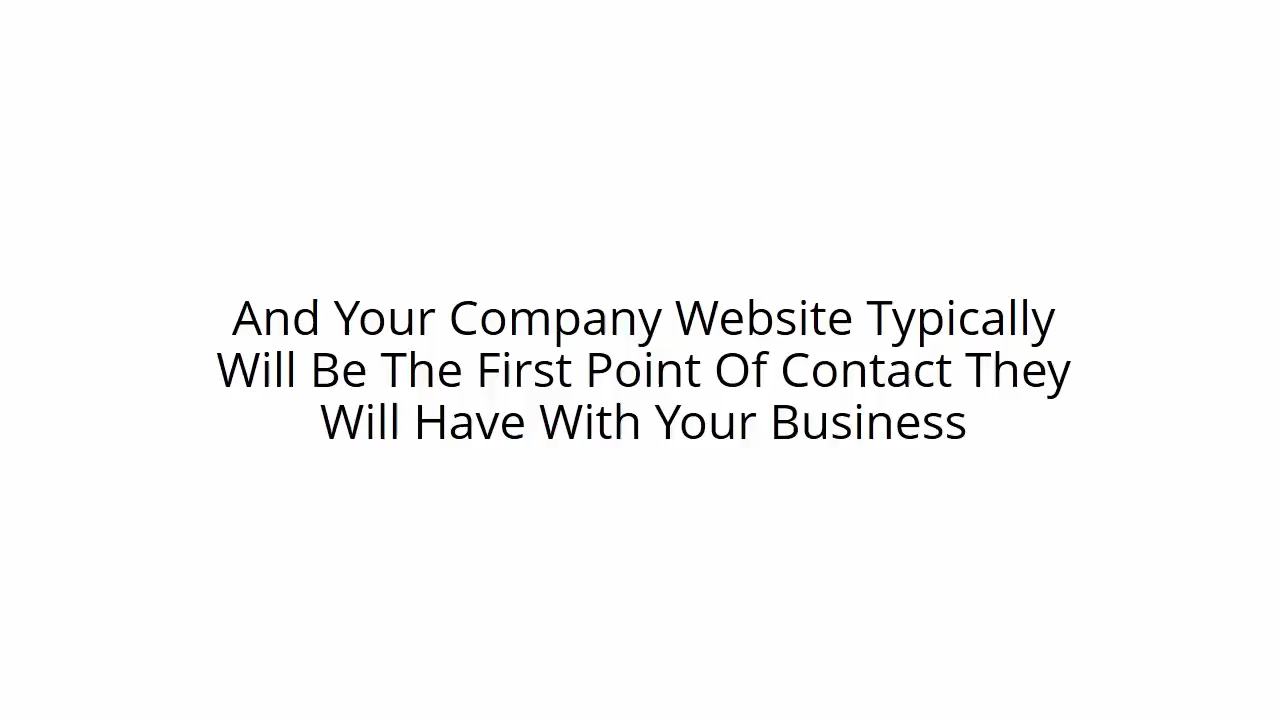 And Your Company Website Typically
Will Be The First Point Of Contact They
Will Have With Your Business